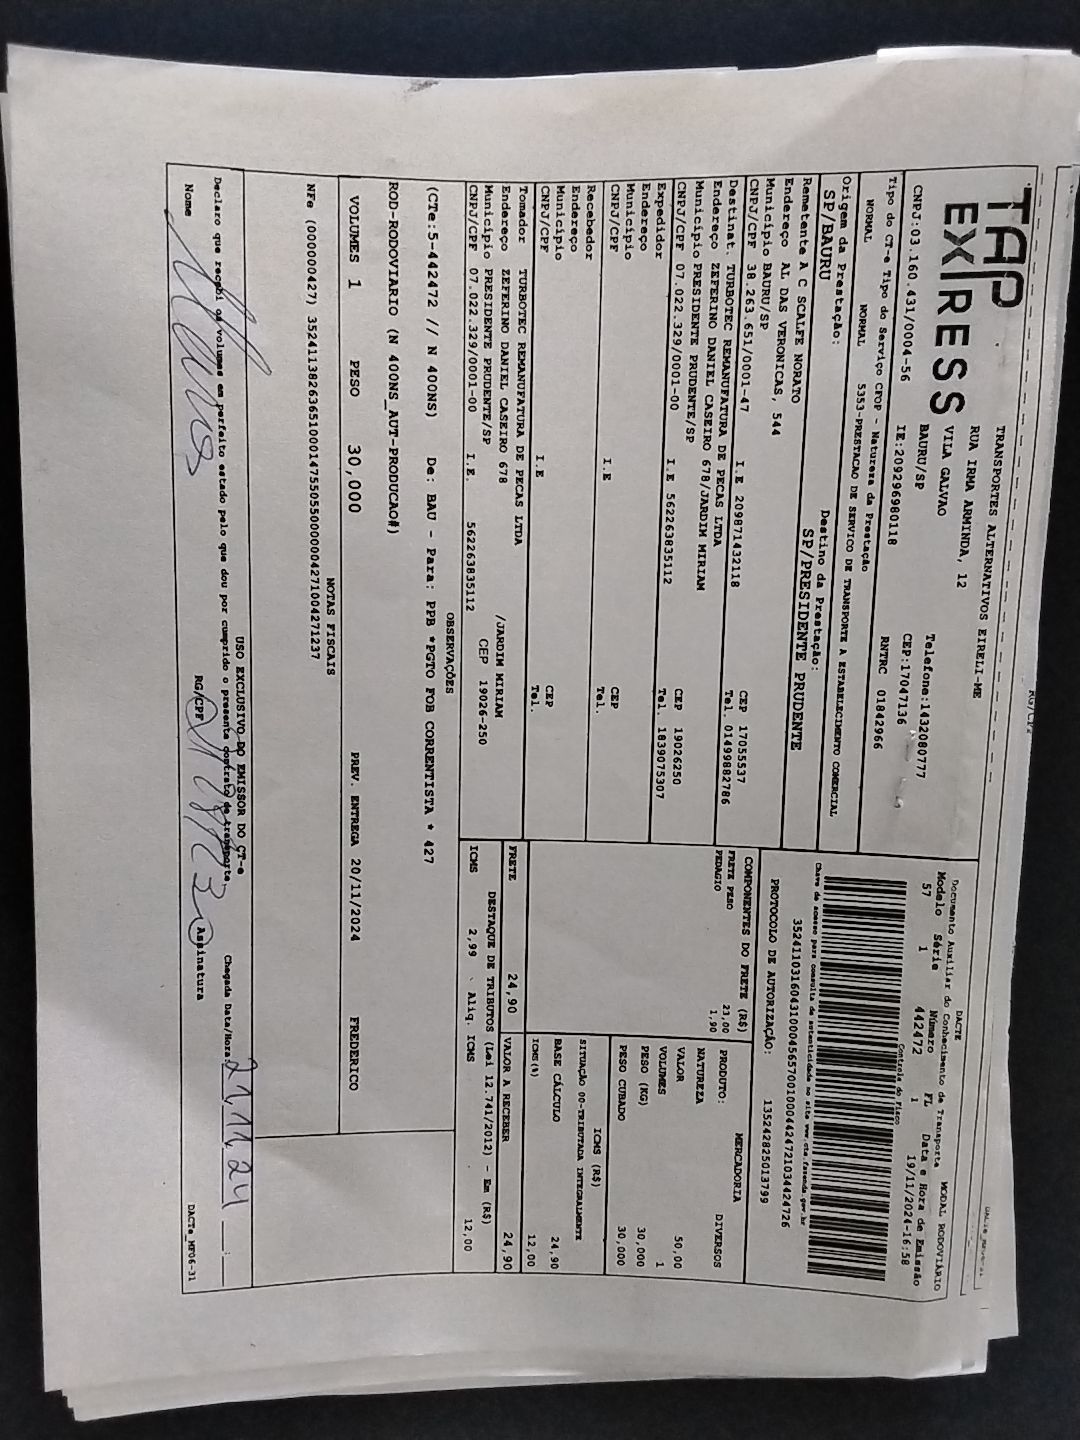 TAP EXPRESS
TRANSPORTES ALTERNATIVOS EIRELI-ME
RUA IRMA ARMINDA, 12
VILA GALVAO
BAURU/SP
Telefone:1432080777
CEP:17047136
CNPJ:03.160.431/0004-56 IE:209296980118 RNTRC 01842966
Tipo do CT-e Tipo do Serviço CFOP - Natureza da Prestação
NORMAL NORMAL 5353-PRESTACAO DE SERVICO DE TRANSPORTE A ESTABELECIMENTO COMERCIAL
Origem da Prestação: Destino da Prestação:
SP/BAURU SP/PRESIDENTE PRUDENTE
DACTE
Documento Auxiliar do Conhecimento de Transporte MODAL RODOVIÁRIO
Modelo Série Número FL Data e Hora de Emissão
57 1 442472 1 19/11/2024-16:58
Controle do Fisco
Chave de acesso para consulta de autenticidade no site www.cte.fazenda.gov.br
35241103160431000456570010004424721034424726
PROTOCOLO DE AUTORIZAÇÃO: 135242825013799
Remetente A C SCALFE NORATO
Endereço AL DAS VERONICAS, 544
Município BAURU/SP CEP 17055537
CNPJ/CPF 38.263.651/0001-47 I.E 209871432118 Tel. 01499882786
Destinat. TURBOTEC REMANUFATURA DE PECAS LTDA
Endereço ZEFERINO DANIEL CASEIRO 678/JARDIM MIRIAM
Município PRESIDENTE PRUDENTE/SP CEP 19026250
CNPJ/CPF 07.022.329/0001-00 I.E 562263835112 Tel. 1839075307
Expedidor
Endereço
Município CEP
CNPJ/CPF I.E Tel.
Recebedor
Endereço
Município CEP
CNPJ/CPF I.E Tel.
Tomador TURBOTEC REMANUFATURA DE PECAS LTDA
Endereço ZEFERINO DANIEL CASEIRO 678 /JARDIM MIRIAM
Município PRESIDENTE PRUDENTE/SP CEP 19026-250
CNPJ/CPF 07.022.329/0001-00 I.E. 562263835112
COMPONENTES DO FRETE (R$)
FRETE PESO 23,00
PEDAGIO 1,90
FRETE 24,90
MERCADORIA
PRODUTO: DIVERSOS
NATUREZA
VALOR 50,00
VOLUMES 1
PESO (KG) 30,000
PESO CUBADO 30,000
ICMS (R$)
SITUAÇÃO 00-TRIBUTADA INTEGRALMENTE
BASE CÁLCULO 24,90
ICMS(%) 12,00
VALOR A RECEBER 24,90
DESTAQUE DE TRIBUTOS (Lei 12.741/2012) - Em (R$)
ICMS 2,99 Aliq. ICMS 12,00
OBSERVAÇÕES
(CTe:5-442472 // N 400NS) De: BAU - Para: PPB *PGTO FOB CORRENTISTA * 427
ROD-RODOVIARIO (N 400NS_AUT-PRODUCAO#)
VOLUMES 1 PESO 30,000 PREV. ENTREGA 20/11/2024 FREDERICO
NOTAS FISCAIS
NFe (000000427) 35241138263651000147550550000004271004271237
USO EXCLUSIVO DO EMISSOR DO CT-e
Declaro que recebi os volumes em perfeito estado pelo que dou por cumprido o presente contrato de transporte.
Chegada Data/Hora: 21.11.24
Nome RG/CPF Assinatura
DACTe_MF06-31